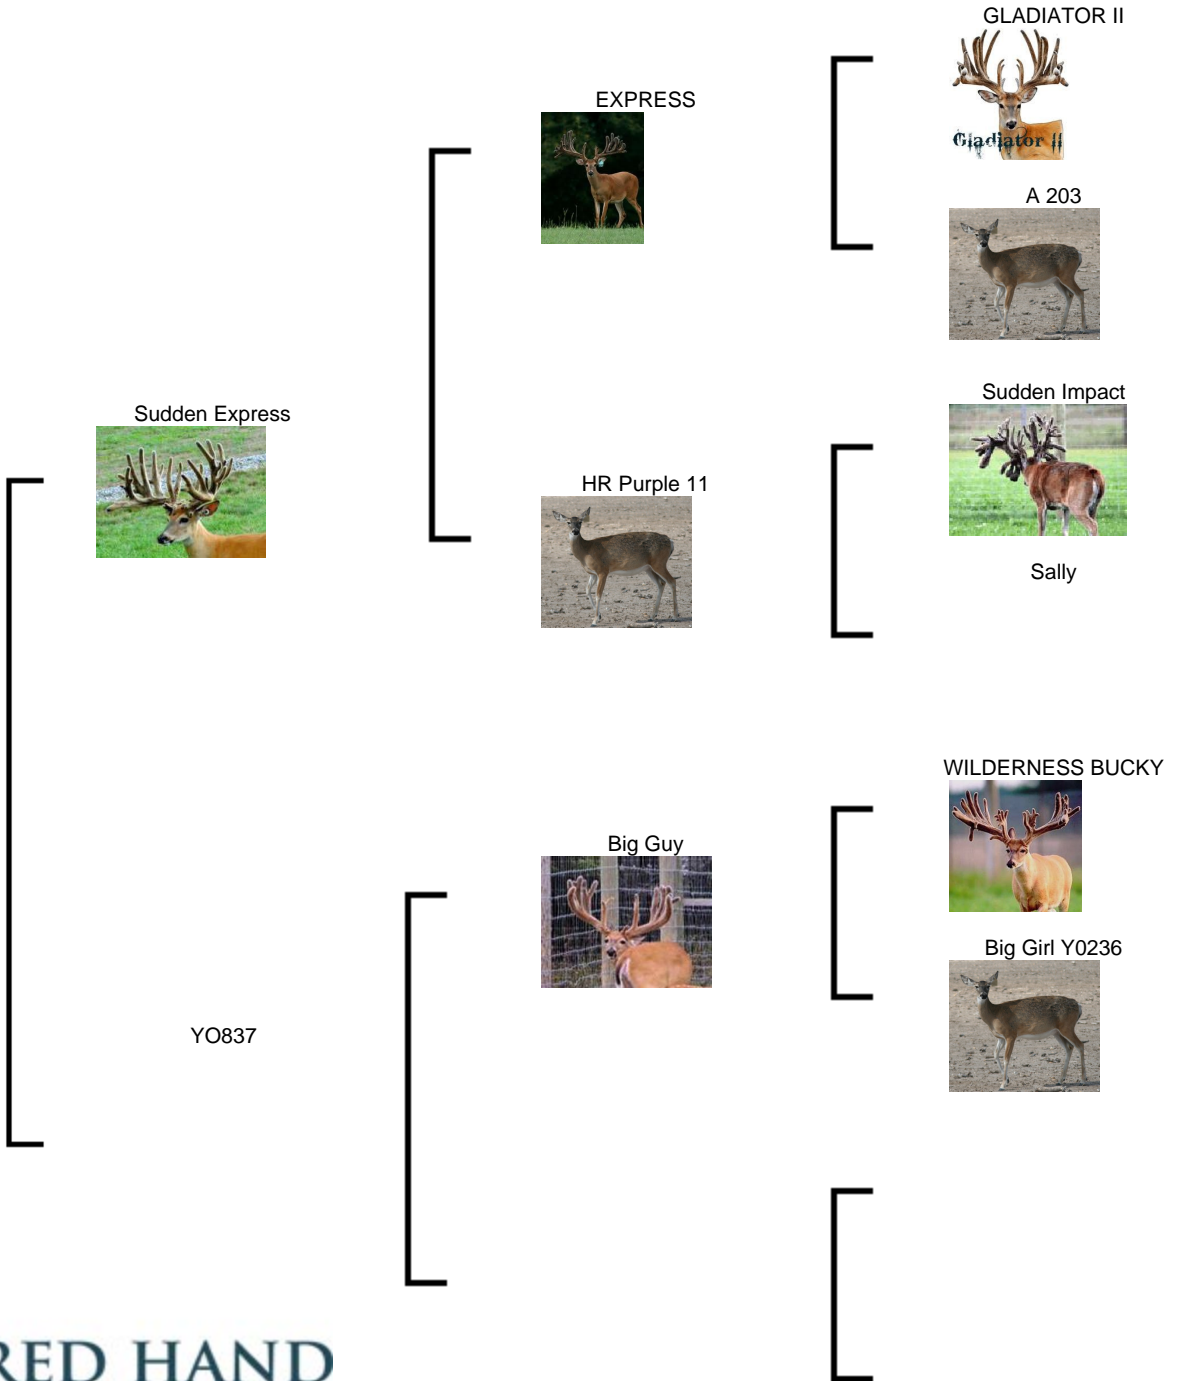 GLADIATOR II
Gladiator II
EXPRESS
A 203
Sudden Impact
Sudden Express
HR Purple 11
Sally
WILDERNESS BUCKY
Big Guy
Big Girl Y0236
YO837
RED HAND